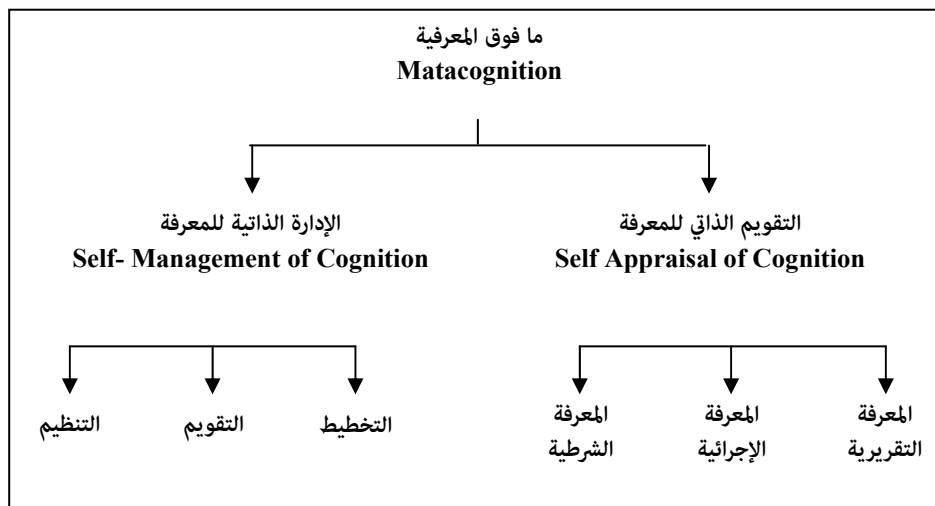 ما فوق المعرفية
Matacognition
التقويم الذاتي للمعرفة
Self Appraisal of Cognition
الإدارة الذاتية للمعرفة
Self- Management of Cognition
المعرفة
التقريرية
المعرفة
الإجرائية
المعرفة
الشرطية
التخطيط
التقويم
التنظيم